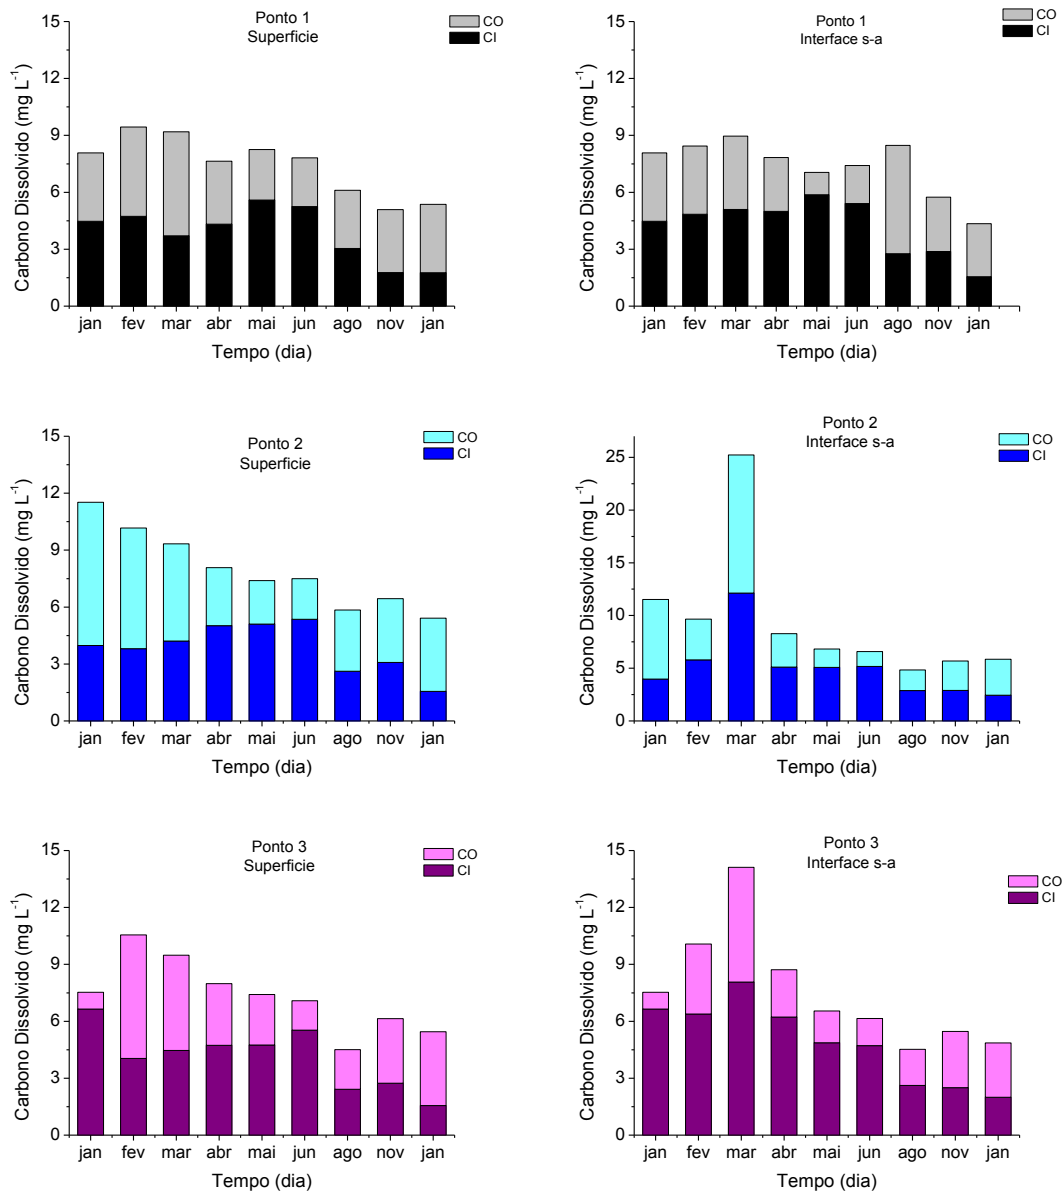 Ponto 1
Superficie
CO
CI
Carbono Dissolvido (mg L⁻¹)
15
12
9
6
3
0
jan fev mar abr mai jun ago nov jan
Tempo (dia)
Ponto 1
Interface s-a
CO
CI
Carbono Dissolvido (mg L⁻¹)
15
12
9
6
3
0
jan fev mar abr mai jun ago nov jan
Tempo (dia)
Ponto 2
Superficie
CO
CI
Carbono Dissolvido (mg L⁻¹)
15
12
9
6
3
0
jan fev mar abr mai jun ago nov jan
Tempo (dia)
Ponto 2
Interface s-a
CO
CI
Carbono Dissolvido (mg L⁻¹)
25
20
15
10
5
0
jan fev mar abr mai jun ago nov jan
Tempo (dia)
Ponto 3
Superficie
CO
CI
Carbono Dissolvido (mg L⁻¹)
15
12
9
6
3
0
jan fev mar abr mai jun ago nov jan
Tempo (dia)
Ponto 3
Interface s-a
CO
CI
Carbono Dissolvido (mg L⁻¹)
15
12
9
6
3
0
jan fev mar abr mai jun ago nov jan
Tempo (dia)